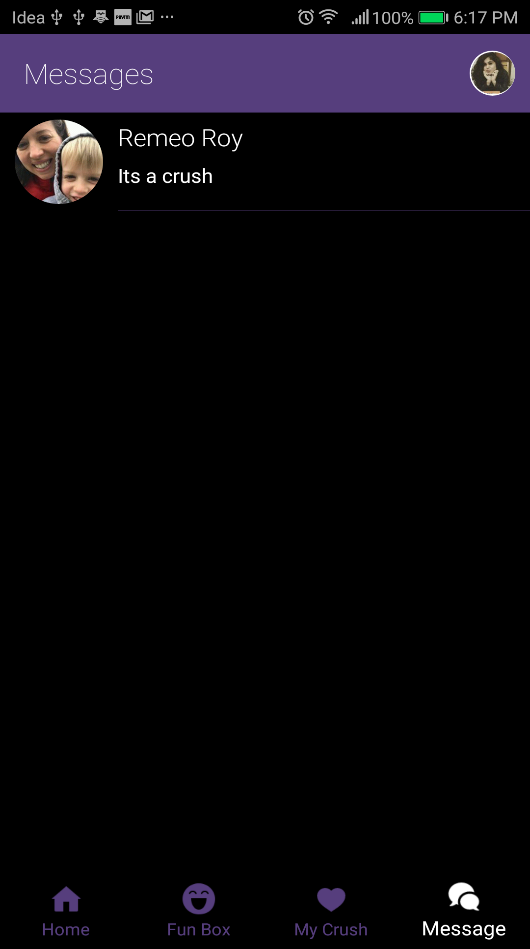 Idea ... 100% 6:17 PM
Messages
Remeo Roy
Its a crush
Home Fun Box My Crush Message